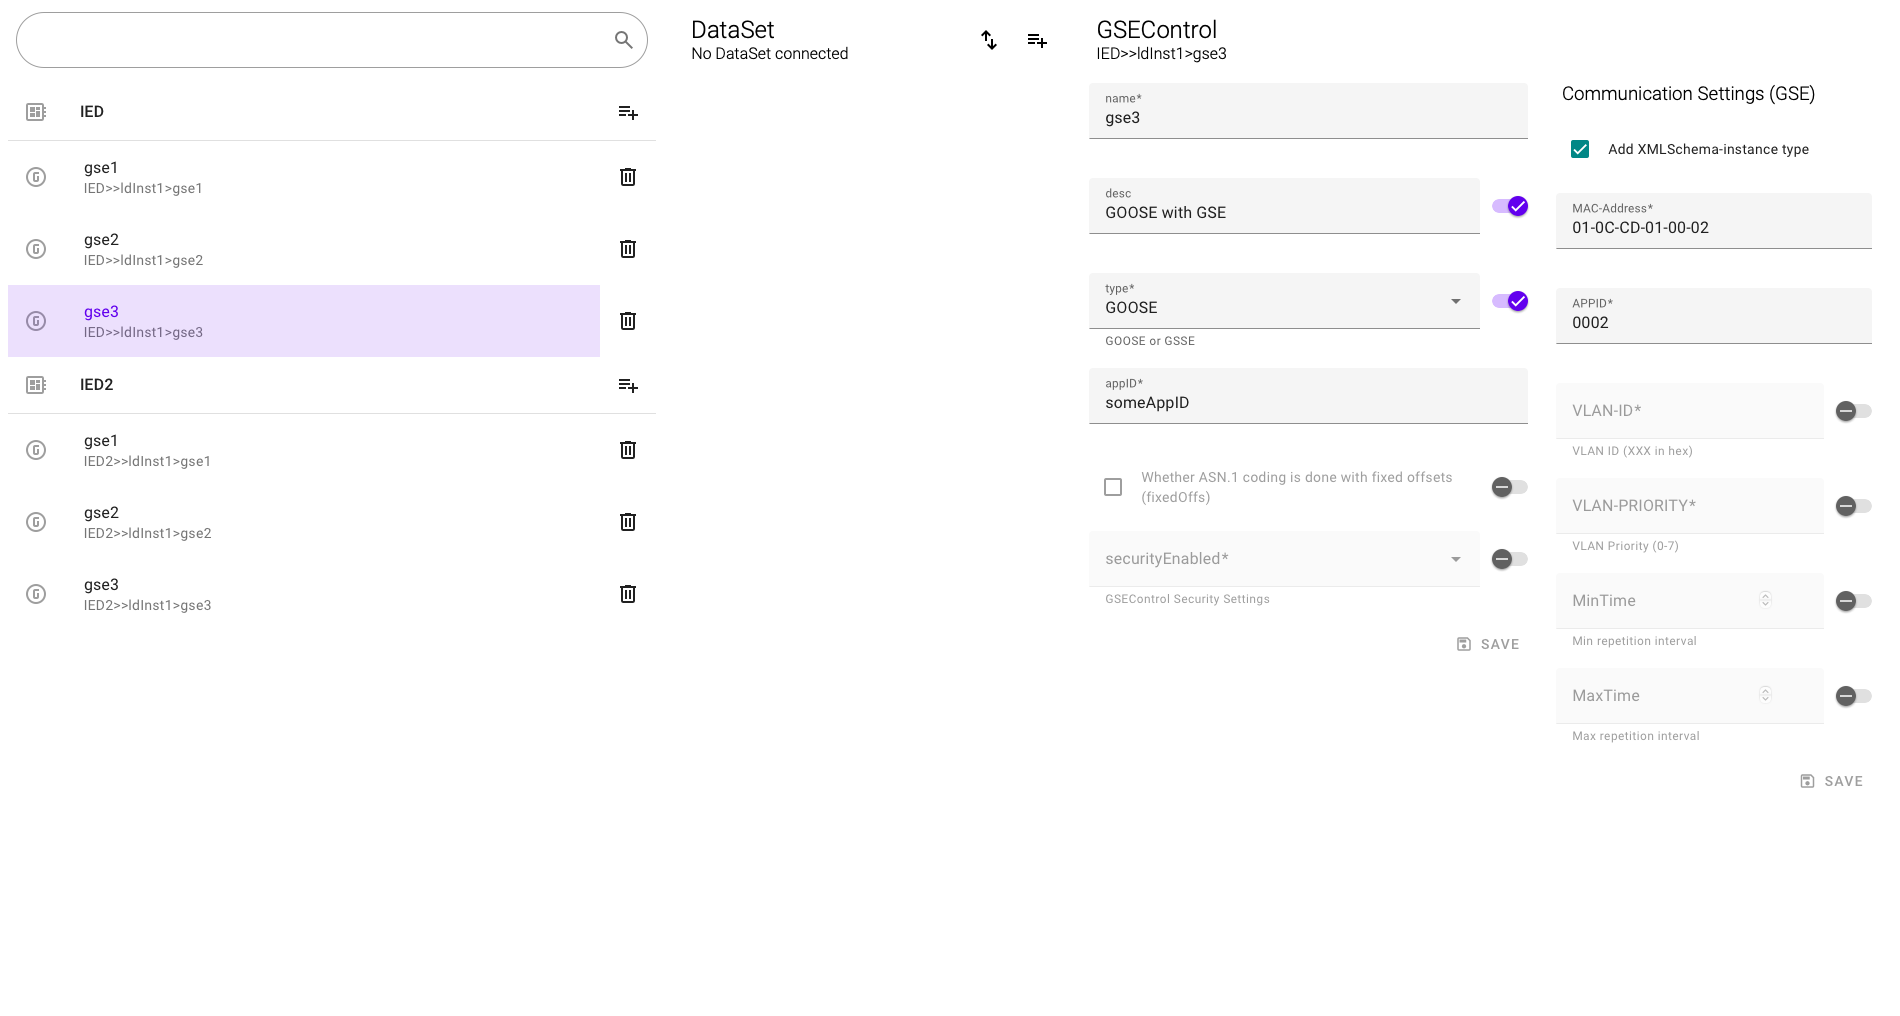 IED
gse1
IED>>ldInst1>gse1
gse2
IED>>ldInst1>gse2
gse3
IED>>ldInst1>gse3
IED2
gse1
IED2>>ldInst1>gse1
gse2
IED2>>ldInst1>gse2
gse3
IED2>>ldInst1>gse3
DataSet
No DataSet connected
GSEControl
IED>>ldInst1>gse3
name*
gse3
desc
GOOSE with GSE
type*
GOOSE
GOOSE or GSSE
appID*
someAppID
Whether ASN.1 coding is done with fixed offsets
(fixedOffs)
securityEnabled*
GSEControl Security Settings
SAVE
Communication Settings (GSE)
Add XMLSchema-instance type
MAC-Address*
01-0C-CD-01-00-02
APPID*
0002
VLAN-ID*
VLAN ID (XXX in hex)
VLAN-PRIORITY*
VLAN Priority (0-7)
MinTime
Min repetition interval
MaxTime
Max repetition interval
SAVE